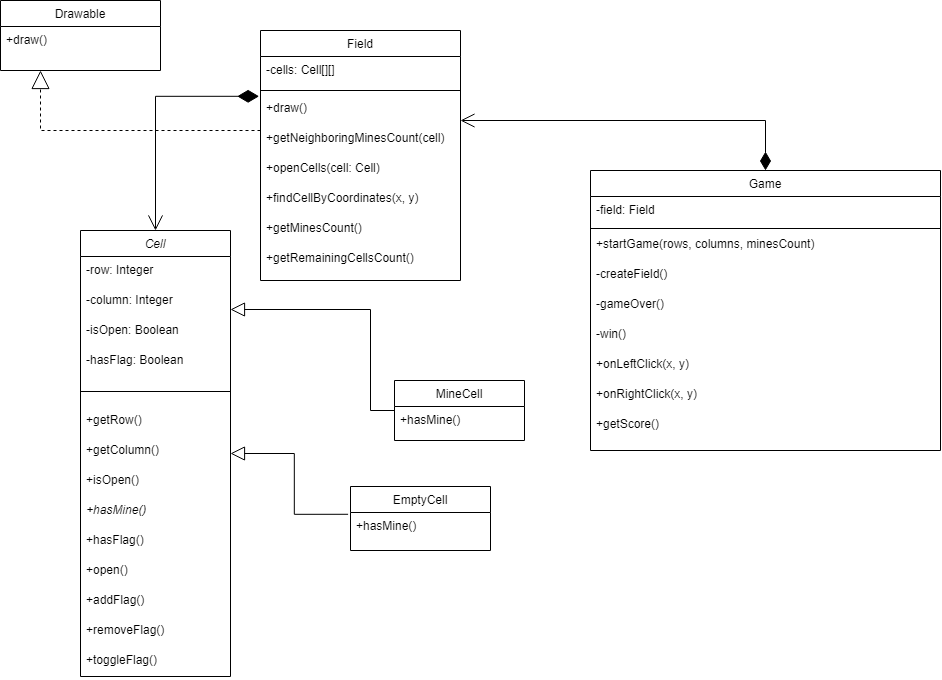 Drawable
+draw()
Field
-cells: Cell[][]
+draw()
+getNeighboringMinesCount(cell)
+openCells(cell: Cell)
+findCellByCoordinates(x, y)
+getMinesCount()
+getRemainingCellsCount()
Game
-field: Field
+startGame(rows, columns, minesCount)
-createField()
-gameOver()
-win()
+onLeftClick(x, y)
+onRightClick(x, y)
+getScore()
Cell
-row: Integer
-column: Integer
-isOpen: Boolean
-hasFlag: Boolean
+getRow()
+getColumn()
+isOpen()
+hasMine()
+hasFlag()
+open()
+addFlag()
+removeFlag()
+toggleFlag()
MineCell
+hasMine()
EmptyCell
+hasMine()